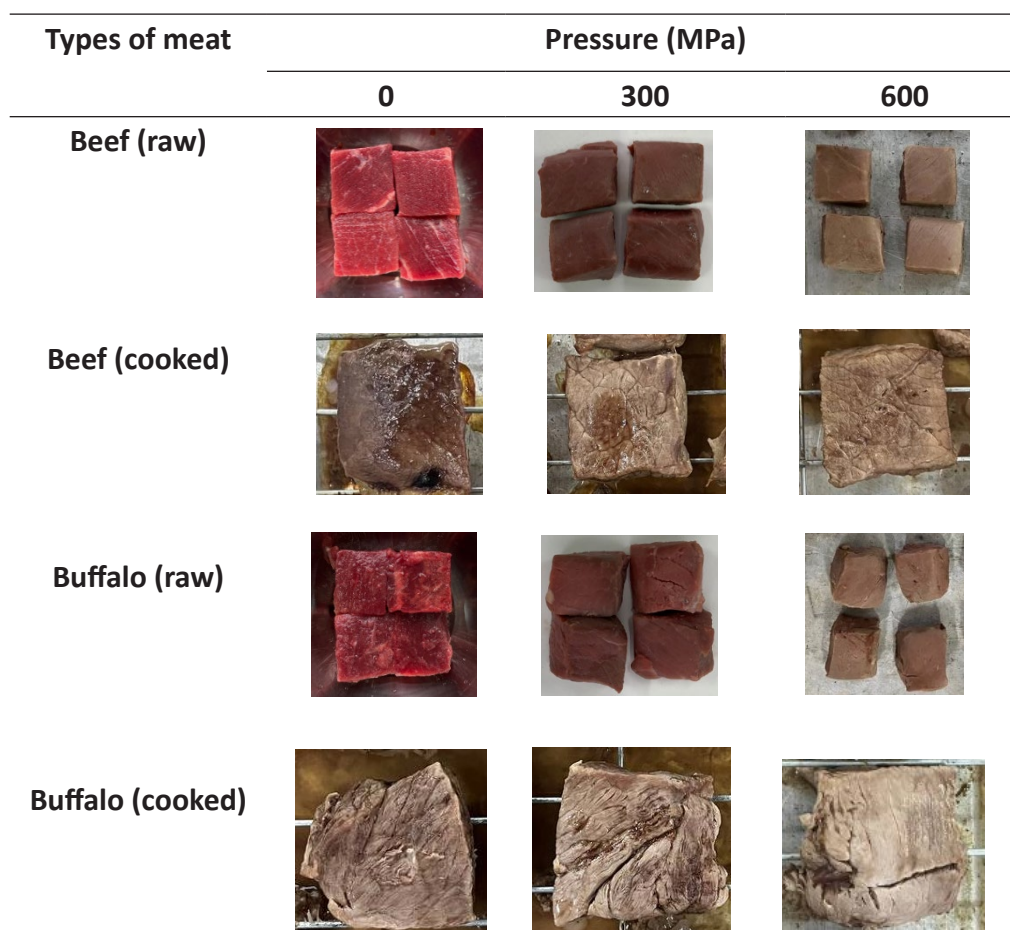 Types of meat
Pressure (MPa)
0 300 600
Beef (raw)
Beef (cooked)
Buffalo (raw)
Buffalo (cooked)